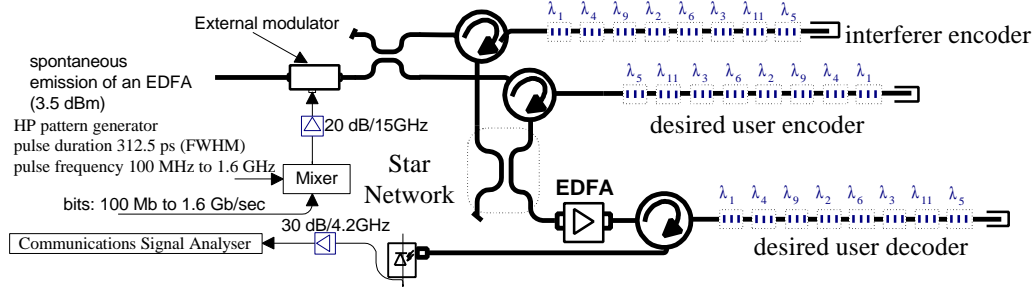 External modulator
λ1 λ4 λ9 λ2 λ6 λ3 λ11 λ5
interferer encoder
spontaneous
emission of an EDFA
(3.5 dBm)
λ5 λ11 λ3 λ6 λ2 λ9 λ4 λ1
desired user encoder
HP pattern generator
pulse duration 312.5 ps (FWHM)
pulse frequency 100 MHz to 1.6 GHz
20 dB/15GHz
Mixer
bits: 100 Mb to 1.6 Gb/sec
Star
Network
EDFA
λ1 λ4 λ9 λ2 λ6 λ3 λ11 λ5
desired user decoder
30 dB/4.2GHz
Communications Signal Analyser